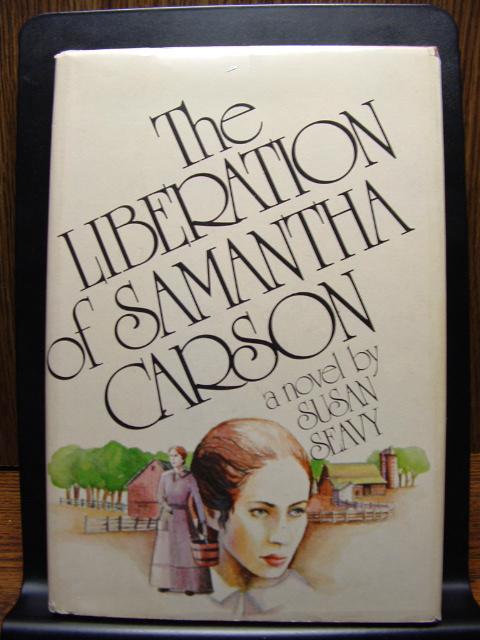 The
LIBERATION
of SAMANTHA
CARSON
a novel by
SUSAN
SEAVY